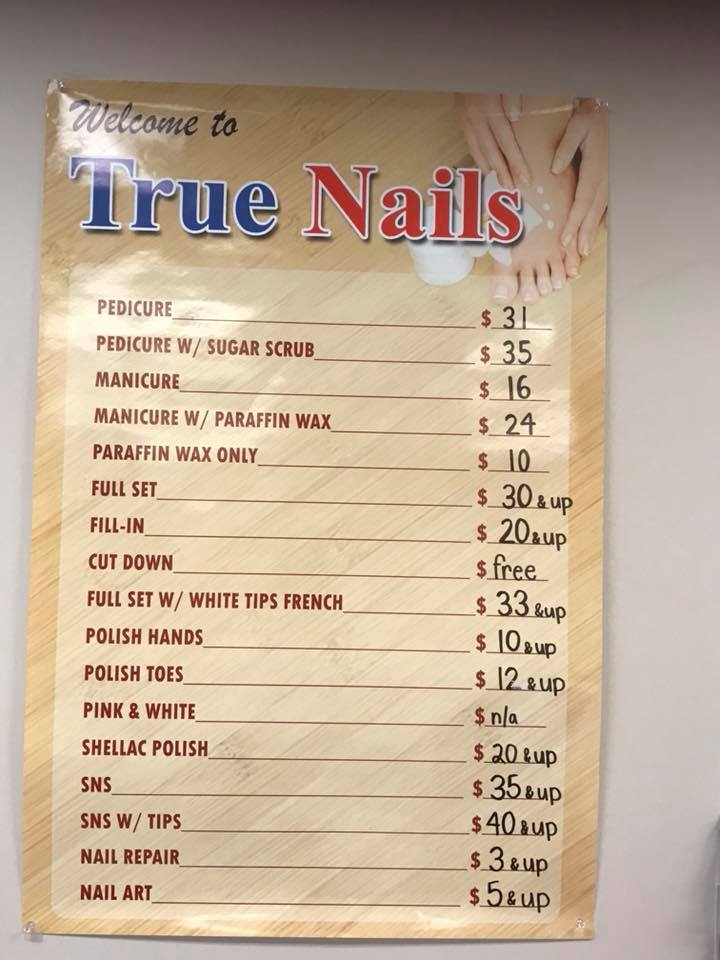 Welcome to
True Nails
PEDICURE $ 31
PEDICURE W/ SUGAR SCRUB $ 35
MANICURE $ 16
MANICURE W/ PARAFFIN WAX $ 24
PARAFFIN WAX ONLY $ 10
FULL SET $ 30 & up
FILL-IN $ 20 & up
CUT DOWN $ free
FULL SET W/ WHITE TIPS FRENCH $ 33 & up
POLISH HANDS $ 10 & up
POLISH TOES $ 12 & up
PINK & WHITE $ n/a
SHELLAC POLISH $ 20 & up
SNS $ 35 & up
SNS W/ TIPS $ 40 & up
NAIL REPAIR $ 3 & up
NAIL ART $ 5 & up